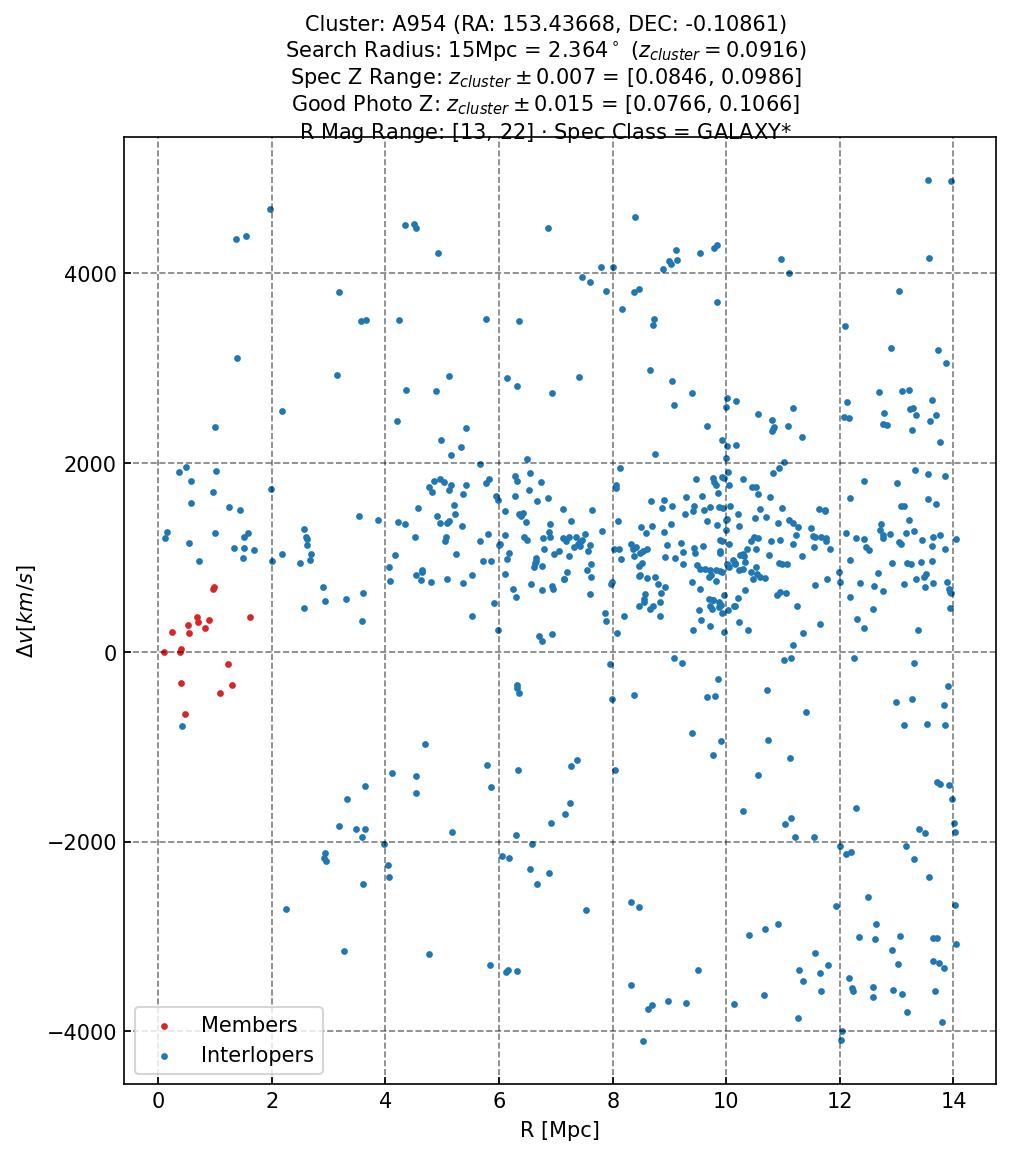 Cluster: A954 (RA: 153.43668, DEC: -0.10861)
Search Radius: 15Mpc = 2.364° (z_cluster = 0.0916)
Spec Z Range: z_cluster ± 0.007 = [0.0846, 0.0986]
Good Photo Z: z_cluster ± 0.015 = [0.0766, 0.1066]
R Mag Range: [13, 22] · Spec Class = GALAXY*
4000
2000
0
−2000
−4000
Δv[km/s]
Members
Interlopers
0 2 4 6 8 10 12 14
R [Mpc]